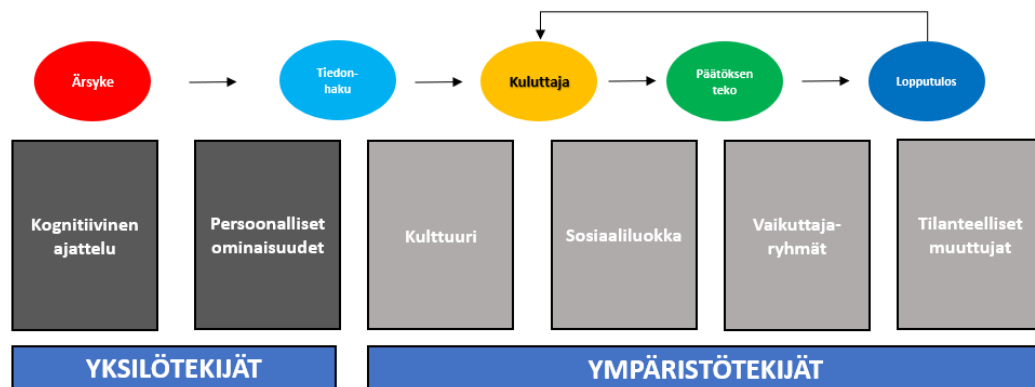 Ärsyke
Tiedon-
haku
Kuluttaja
Päätöksen
teko
Lopputulos
Kognitiivinen
ajattelu
Persoonalliset
ominaisuudet
Kulttuuri
Sosiaaliluokka
Vaikuttaja-
ryhmät
Tilanteelliset
muuttujat
YKSILÖTEKIJÄT
YMPÄRISTÖTEKIJÄT